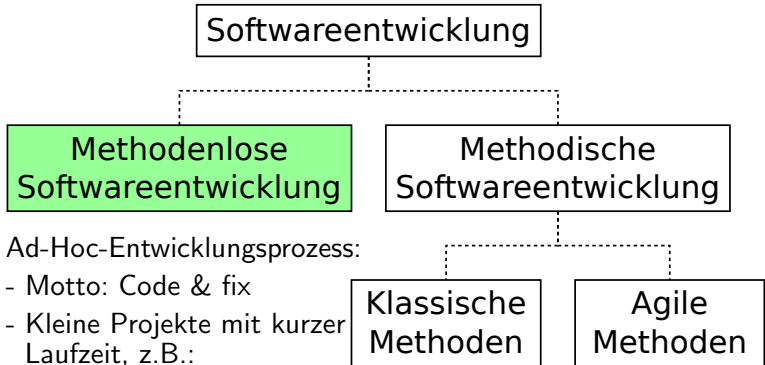 Softwareentwicklung
Methodenlose
Softwareentwicklung
Methodische
Softwareentwicklung
Ad-Hoc-Entwicklungsprozess:
- Motto: Code & fix
- Kleine Projekte mit kurzer
Laufzeit, z.B.:
Klassische
Methoden
Agile
Methoden